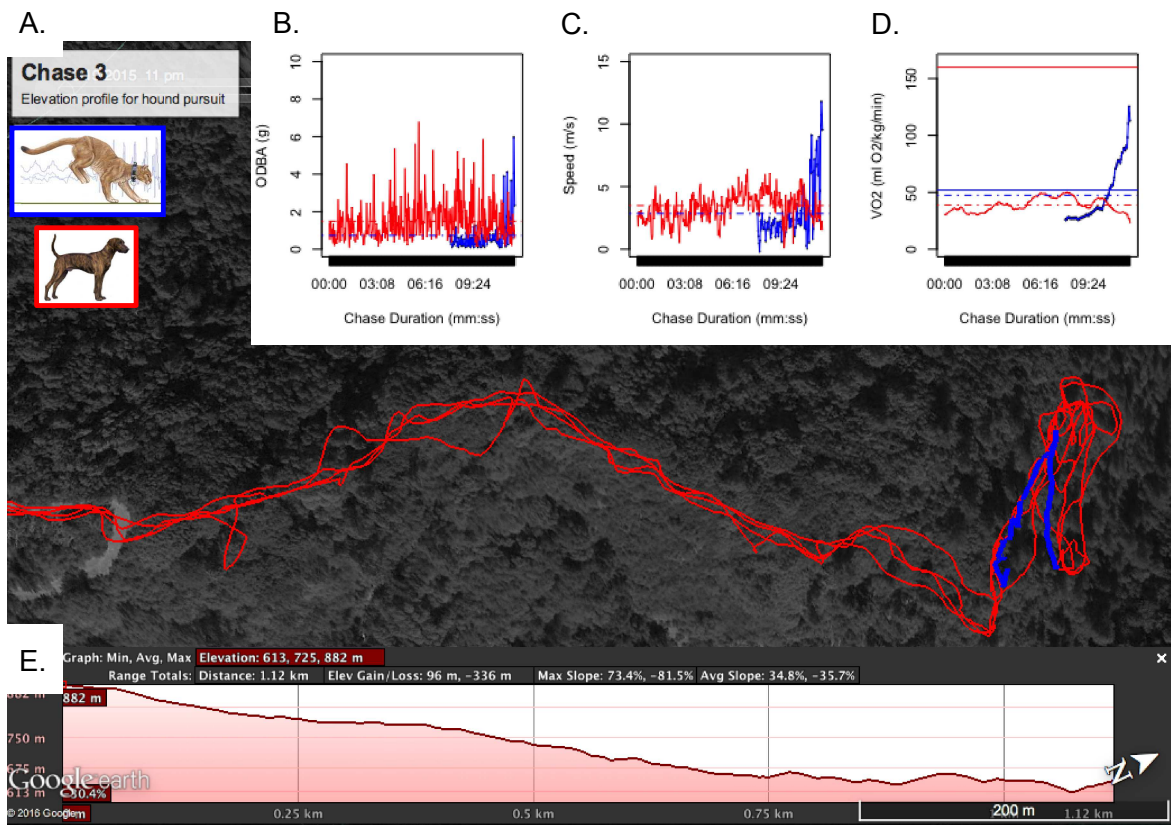 A.
Chase 3
2015, 11 pm
Elevation profile for hound pursuit
B.
ODBA (g)
10
8
6
4
2
0
00:00 03:08 06:16 09:24
Chase Duration (mm:ss)
C.
Speed (m/s)
15
10
5
0
00:00 03:08 06:16 09:24
Chase Duration (mm:ss)
D.
VO2 (ml O2/kg/min)
150
100
50
0
00:00 03:08 06:16 09:24
Chase Duration (mm:ss)
E.
Graph: Min, Avg, Max Elevation: 613, 725, 882 m
Range Totals: Distance: 1.12 km Elev Gain/Loss: 96 m, -336 m Max Slope: 73.4%, -81.5% Avg Slope: 34.8%, -35.7%
882 m
750 m
675 m
613 m
-30.4%
Google earth
© 2016 Google
0.25 km 0.5 km 0.75 km 1.12 km
N
200 m